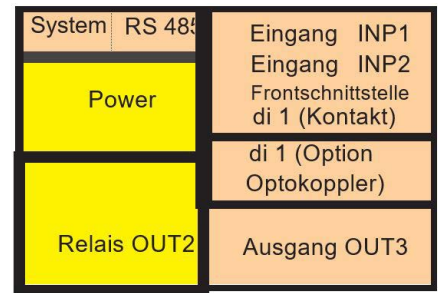 System RS 485
Eingang INP1
Eingang INP2
Frontschnittstelle
di 1 (Kontakt)
Power
di 1 (Option
Optokoppler)
Relais OUT2
Ausgang OUT3